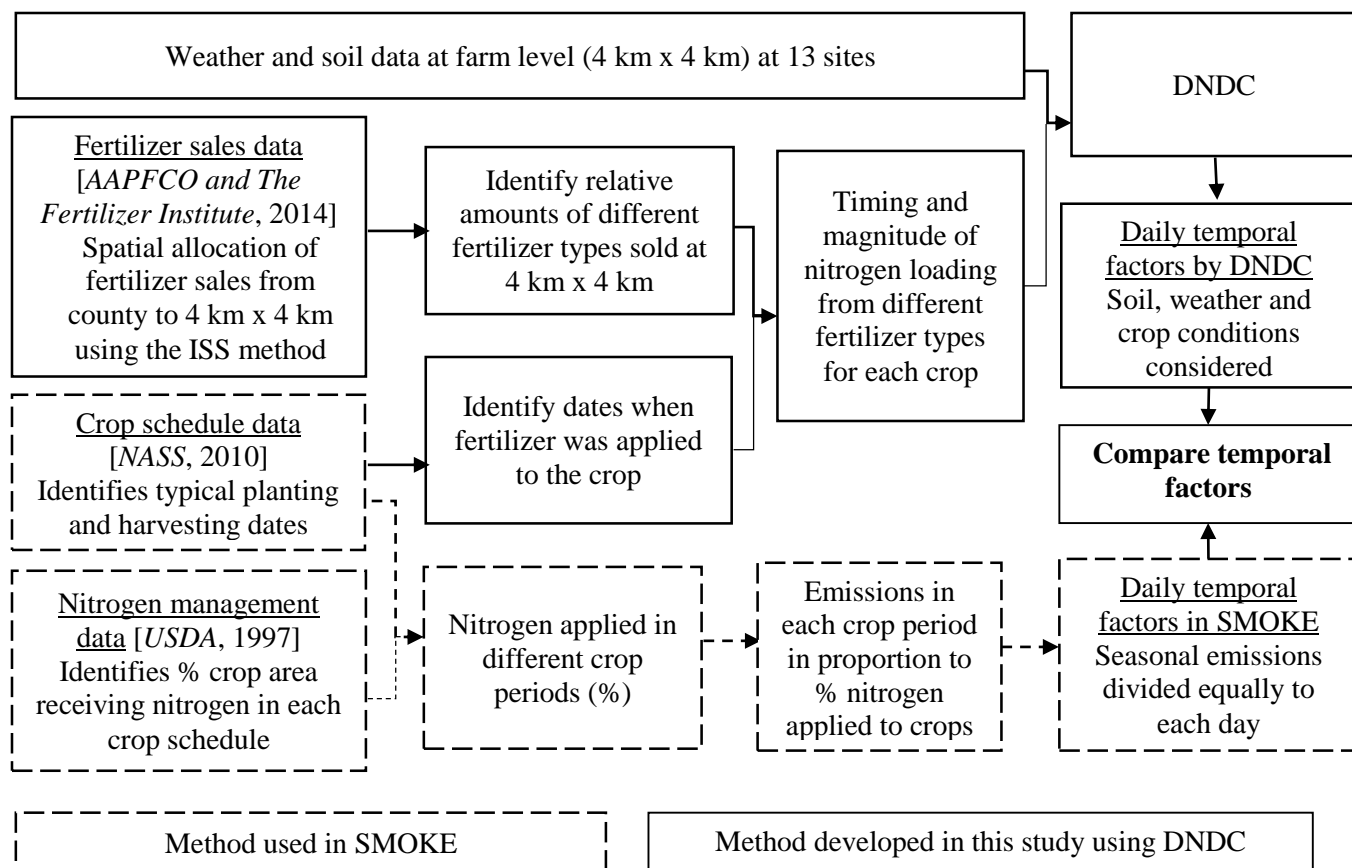 Weather and soil data at farm level (4 km x 4 km) at 13 sites
DNDC
Fertilizer sales data
[AAPFCO and The
Fertilizer Institute, 2014]
Spatial allocation of
fertilizer sales from
county to 4 km x 4 km
using the ISS method
Identify relative
amounts of different
fertilizer types sold at
4 km x 4 km
Timing and
magnitude of
nitrogen loading
from different
fertilizer types
for each crop
Daily temporal
factors by DNDC
Soil, weather and
crop conditions
considered
Crop schedule data
[NASS, 2010]
Identifies typical planting
and harvesting dates
Identify dates when
fertilizer was applied
to the crop
Compare temporal
factors
Nitrogen management
data [USDA, 1997]
Identifies % crop area
receiving nitrogen in each
crop schedule
Nitrogen applied in
different crop
periods (%)
Emissions in
each crop period
in proportion to
% nitrogen
applied to crops
Daily temporal
factors in SMOKE
Seasonal emissions
divided equally to
each day
Method used in SMOKE
Method developed in this study using DNDC